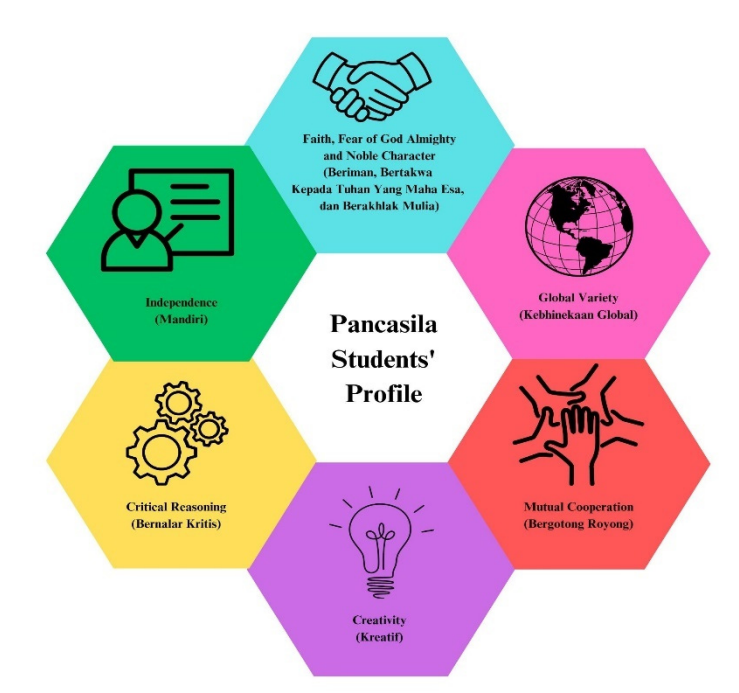 Faith, Fear of God Almighty
and Noble Character
(Beriman, Bertakwa
Kepada Tuhan Yang Maha Esa,
dan Berakhlak Mulia)
Independence
(Mandiri)
Global Variety
(Kebhinekaan Global)
Pancasila
Students'
Profile
Critical Reasoning
(Bernalar Kritis)
Mutual Cooperation
(Bergotong Royong)
Creativity
(Kreatif)